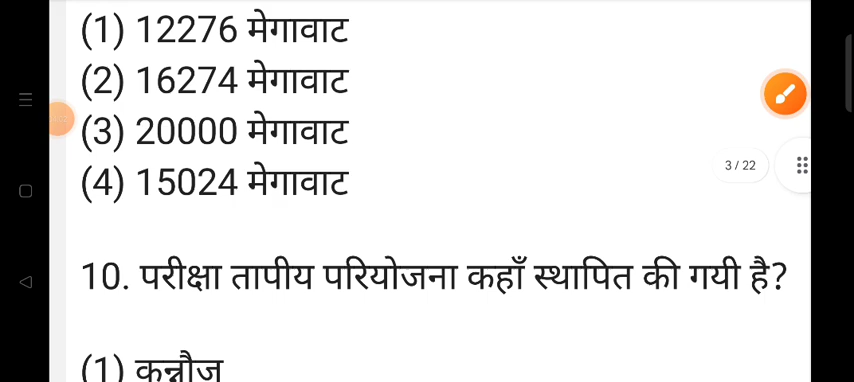 (1) 12276 मेगावाट
(2) 16274 मेगावाट
(3) 20000 मेगावाट
3 / 22
(4) 15024 मेगावाट
10. परीक्षा तापीय परियोजना कहाँ स्थापित की गयी है?
(1) कन्नौज